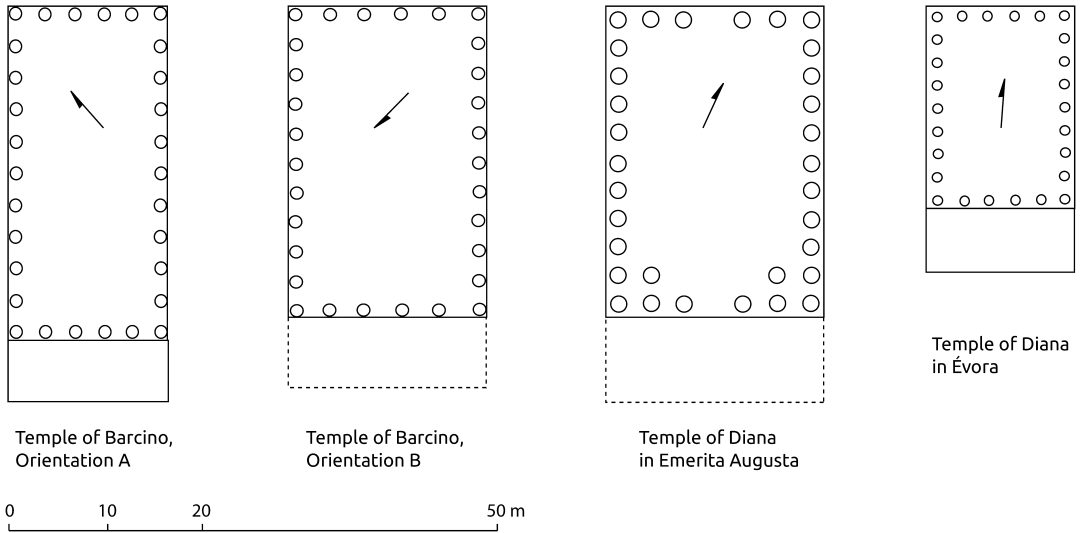 Temple of Barcino,
Orientation A
Temple of Barcino,
Orientation B
Temple of Diana
in Emerita Augusta
Temple of Diana
in Évora
0 10 20 50 m